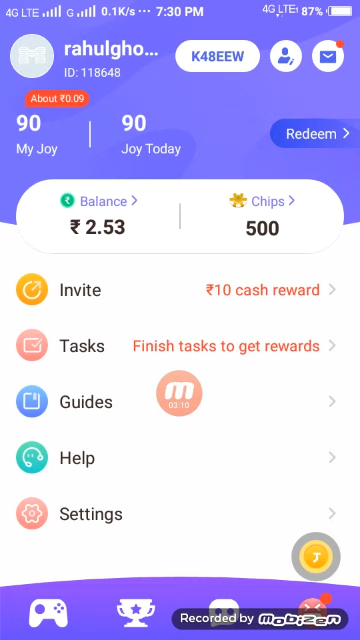 4G LTE G 0.1K/s ··· 7:30 PM 4G LTE 87%
rahulgho...
ID: 118648
K48EEW
About ₹0.09
90
My Joy
90
Joy Today
Redeem
Balance
₹ 2.53
Chips
500
Invite ₹10 cash reward
Tasks Finish tasks to get rewards
m
03:10
Guides
Help
Settings
J
Recorded by mobizen